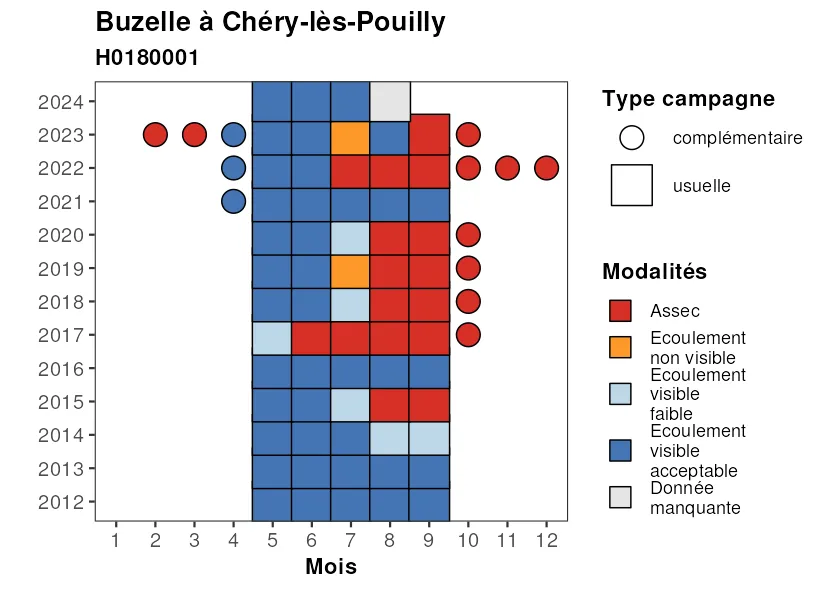 Buzelle à Chéry-lès-Pouilly
H0180001
2024
2023
2022
2021
2020
2019
2018
2017
2016
2015
2014
2013
2012
1 2 3 4 5 6 7 8 9 10 11 12
Mois
Type campagne
complémentaire
usuelle
Modalités
Assec
Ecoulement
non visible
Ecoulement
visible
faible
Ecoulement
visible
acceptable
Donnée
manquante